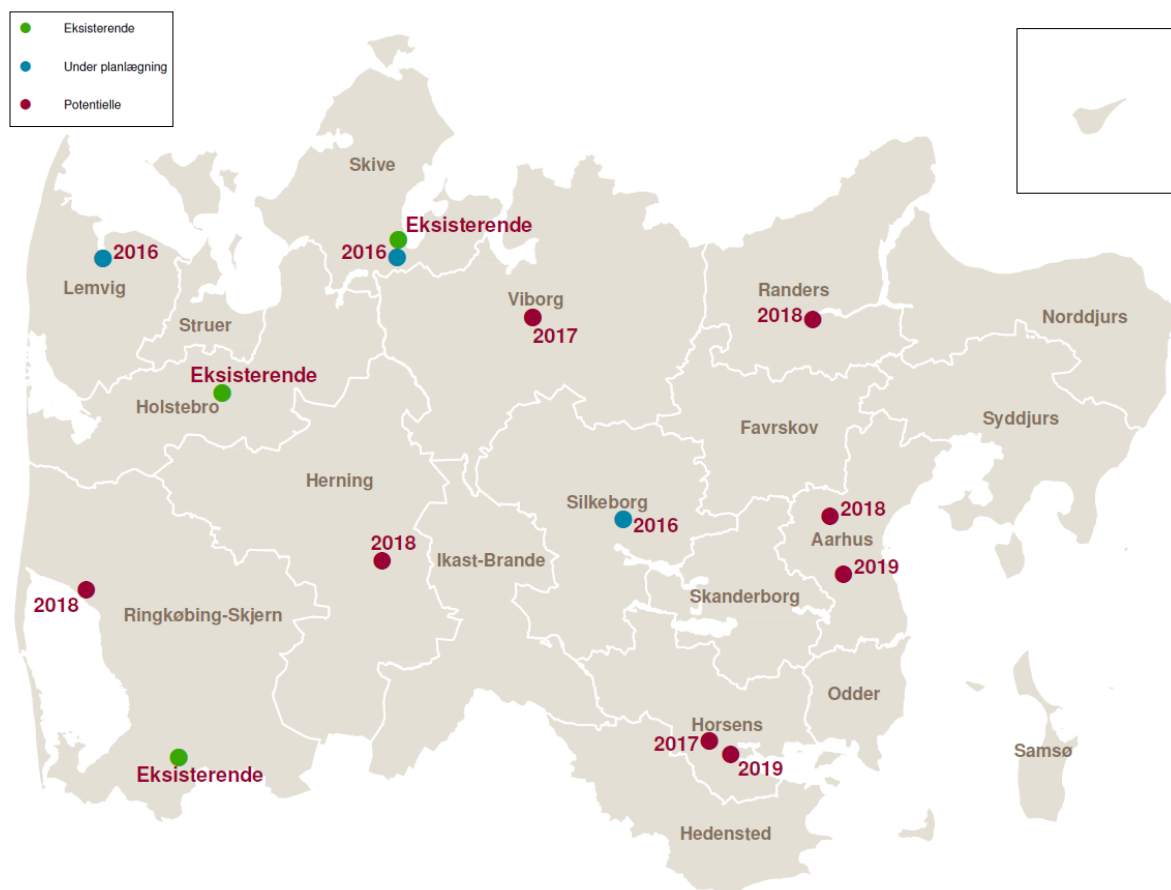 Eksisterende
Under planlægning
Potentielle
Skive
Eksisterende
2016
2016
Lemvig
Viborg
Randers
2018
Norddjurs
Struer
2017
Eksisterende
Holstebro
Favrskov
Syddjurs
Herning
Silkeborg
2016
2018
Aarhus
2018
Ikast-Brande
2019
Skanderborg
2018
Ringkøbing-Skjern
Odder
Horsens
2017
2019
Samsø
Eksisterende
Hedensted